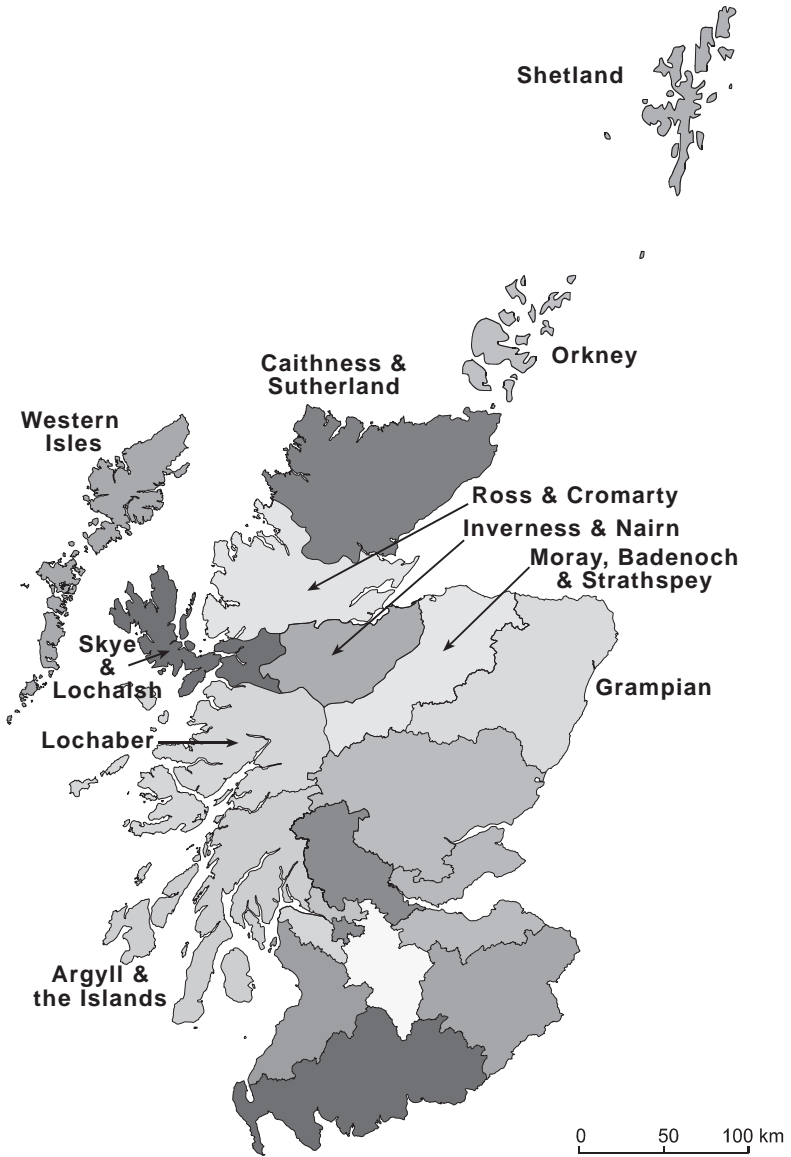 Shetland
Orkney
Caithness &
Sutherland
Western
Isles
Ross & Cromarty
Inverness & Nairn
Moray, Badenoch
& Strathspey
Skye
&
Lochalsh
Grampian
Lochaber
Argyll &
the Islands
0 50 100 km